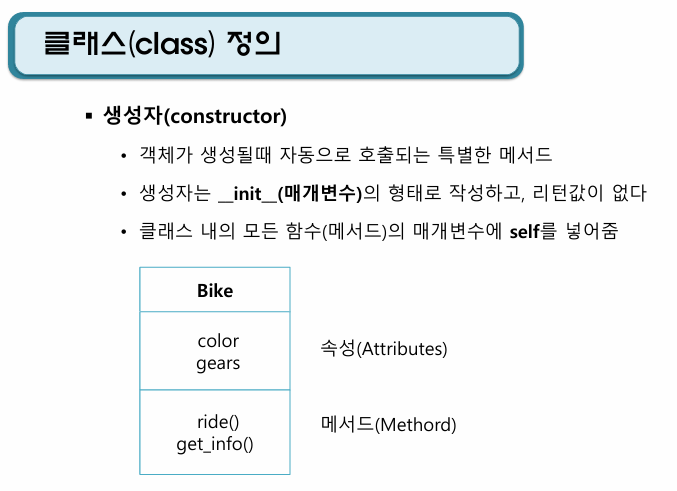 클래스(class) 정의
▪ 생성자(constructor)
• 객체가 생성될때 자동으로 호출되는 특별한 메서드
• 생성자는 __init__(매개변수)의 형태로 작성하고, 리턴값이 없다
• 클래스 내의 모든 함수(메서드)의 매개변수에 self를 넣어줌
Bike
color
gears
속성(Attributes)
ride()
get_info()
메서드(Methord)